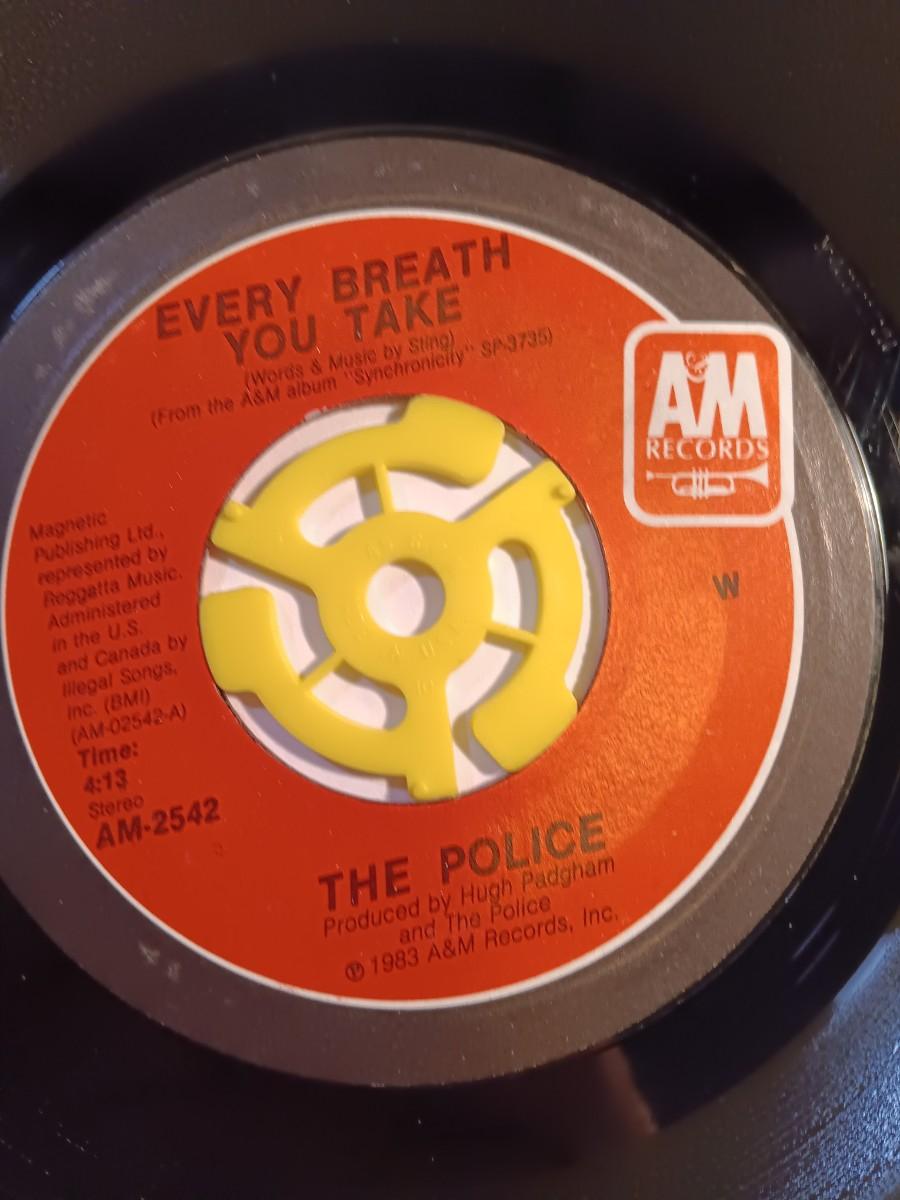 EVERY BREATH
YOU TAKE
(Words & Music by Sting)
(From the A&M album "Synchronicity" SP-3735)
A&M
RECORDS
Magnetic
Publishing Ltd.,
represented by
Reggatta Music.
Administered
in the U.S.
and Canada by
Illegal Songs,
Inc. (BMI)
(AM-02542-A)
Time:
4:13
Stereo
AM-2542
W
THE POLICE
Produced by Hugh Padgham
and The Police
℗ 1983 A&M Records, Inc.